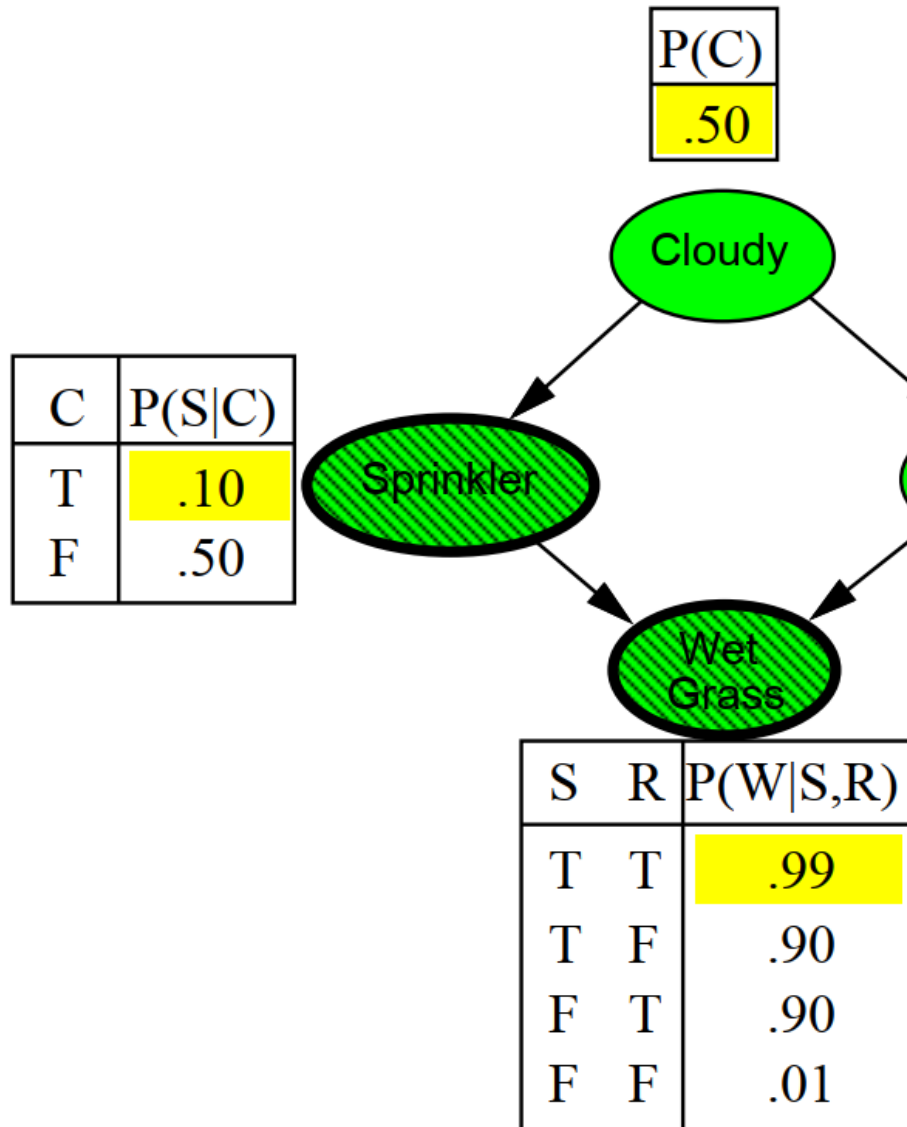 P(C)
.50
Cloudy
C P(S|C)
T .10
F .50
Sprinkler
Wet
Grass
S R P(W|S,R)
T T .99
T F .90
F T .90
F F .01